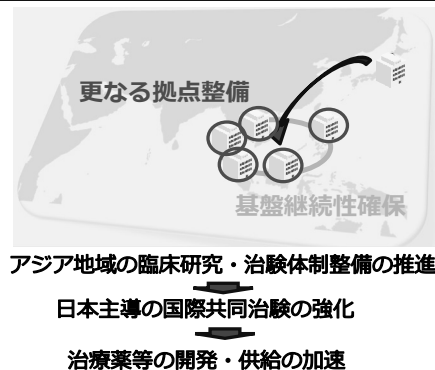 更なる拠点整備
基盤継続性確保
アジア地域の臨床研究・治験体制整備の推進
日本主導の国際共同治験の強化
治療薬等の開発・供給の加速